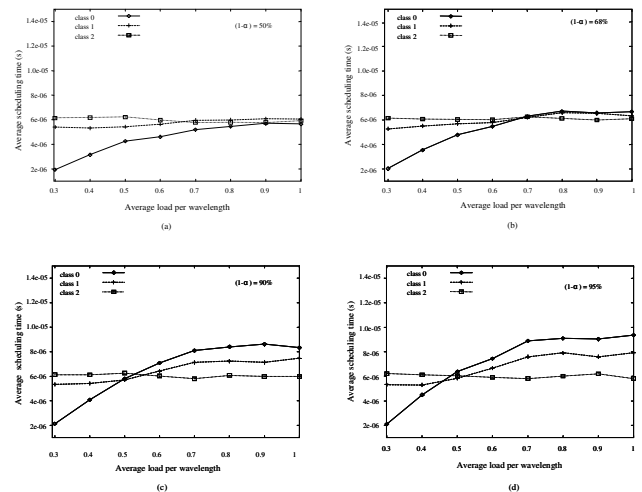 1.4e-05
1.2e-05
1e-05
8e-06
6e-06
4e-06
2e-06
class 0
class 1
class 2
(1-α) = 50%
Average scheduling time (s)
0.3 0.4 0.5 0.6 0.7 0.8 0.9 1
Average load per wavelength
(a)
1.4e-05
1.2e-05
1e-05
8e-06
6e-06
4e-06
2e-06
class 0
class 1
class 2
(1-α) = 68%
Average scheduling time (s)
0.3 0.4 0.5 0.6 0.7 0.8 0.9 1
Average load per wavelength
(b)
1.4e-05
1.2e-05
1e-05
8e-06
6e-06
4e-06
2e-06
class 0
class 1
class 2
(1-α) = 90%
Average scheduling time (s)
0.3 0.4 0.5 0.6 0.7 0.8 0.9 1
Average load per wavelength
(c)
1.4e-05
1.2e-05
1e-05
8e-06
6e-06
4e-06
2e-06
class 0
class 1
class 2
(1-α) = 95%
Average scheduling time (s)
0.3 0.4 0.5 0.6 0.7 0.8 0.9 1
Average load per wavelength
(d)